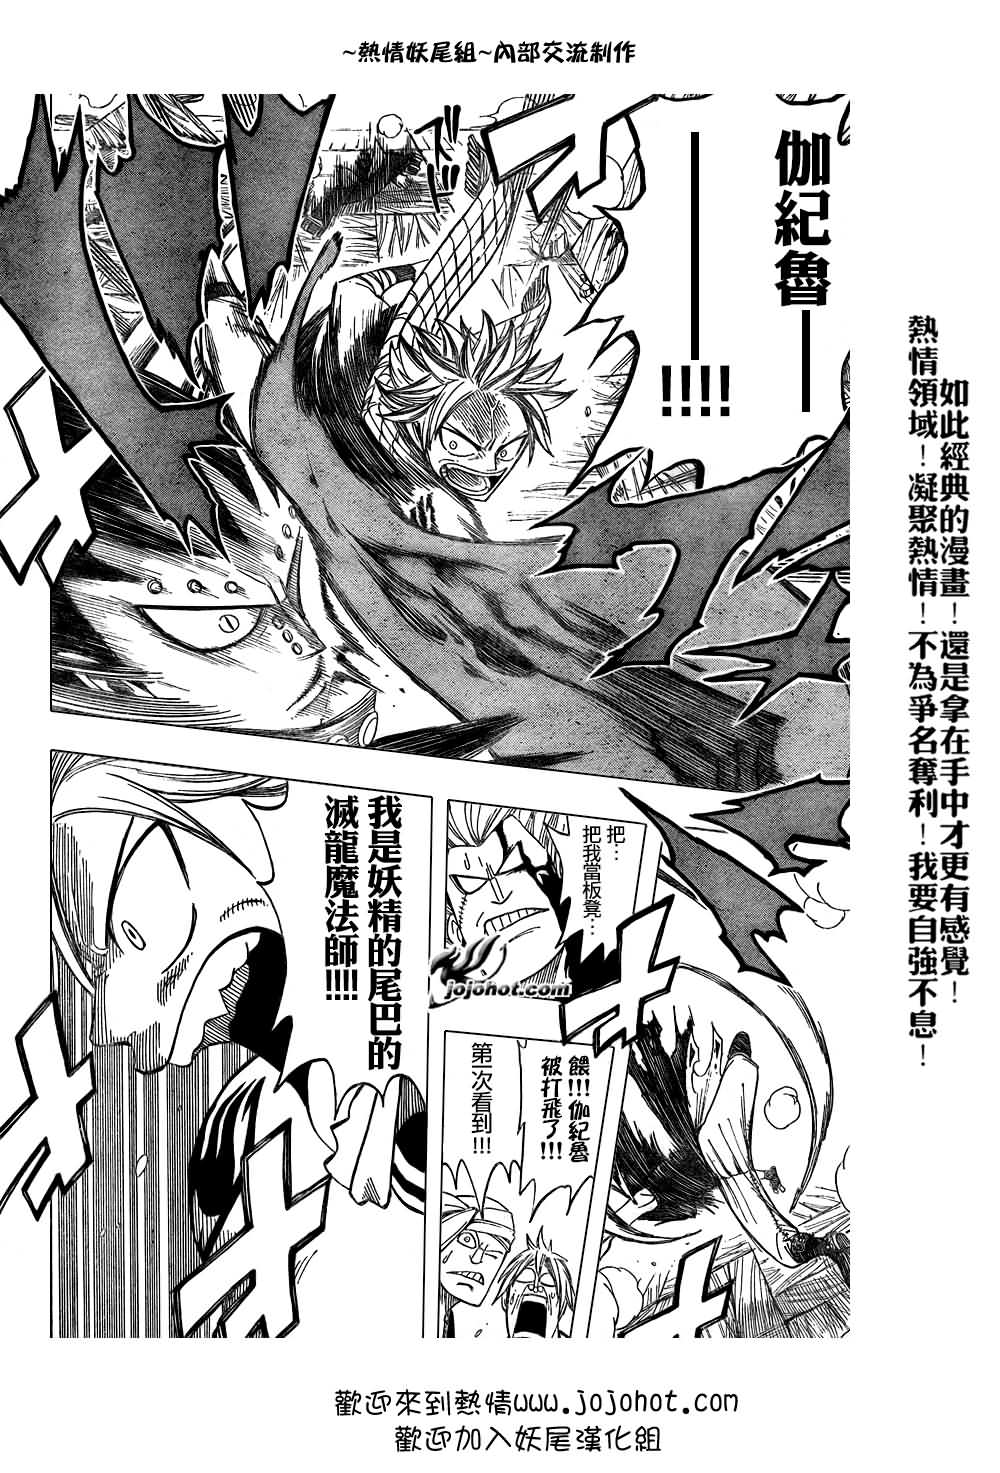 ~熱情妖尾組~內部交流制作
伽紀魯——
——!!!!
ド
ド
把…
把我當板凳…
餵!!!伽紀魯
被打飛了!!!
第一次看到!!!
我是妖精的尾巴的
滅龍魔法師!!!!
jojohot.com
如此經典的漫畫！還是拿在手中才更有感覺！
熱情領域！凝聚熱情！不為爭名奪利！我要自強不息！
歡迎來到熱情www.jojohot.com
歡迎加入妖尾漢化組